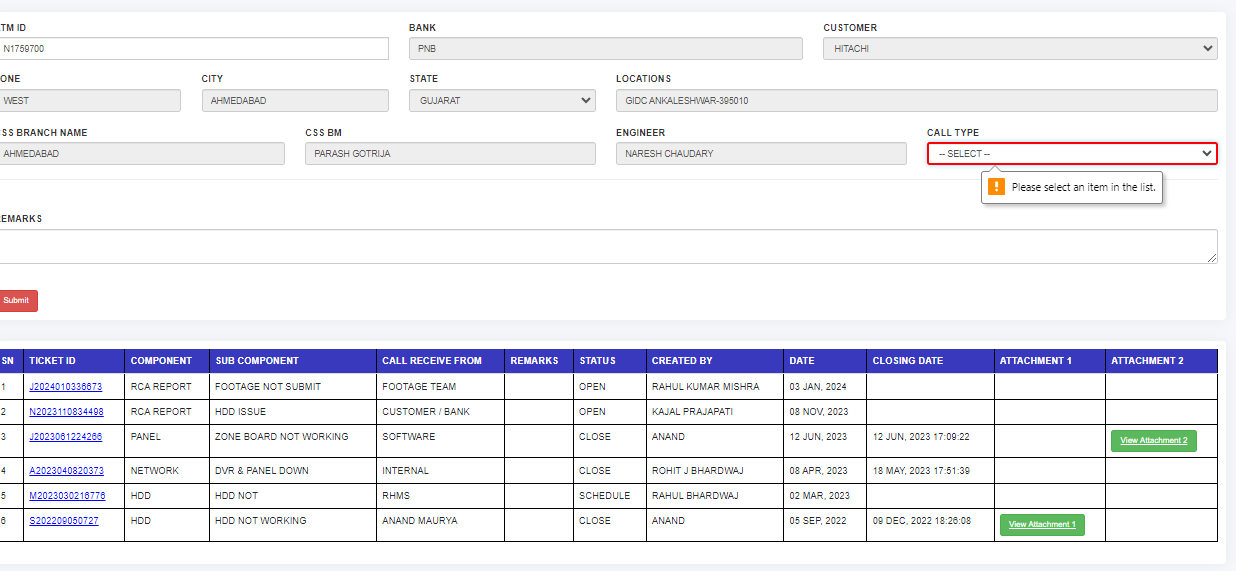 TM ID BANK CUSTOMER
N1759700 PNB HITACHI
ONE CITY STATE LOCATIONS
WEST AHMEDABAD GUJARAT GIDC ANKALESHWAR-395010
CSS BRANCH NAME CSS BM ENGINEER CALL TYPE
AHMEDABAD PARASH GOTRIJA NARESH CHAUDARY -- SELECT --
! Please select an item in the list.
REMARKS
Submit
SN TICKET ID COMPONENT SUB COMPONENT CALL RECEIVE FROM REMARKS STATUS CREATED BY DATE CLOSING DATE ATTACHMENT 1 ATTACHMENT 2
1 J2024010336673 RCA REPORT FOOTAGE NOT SUBMIT FOOTAGE TEAM OPEN RAHUL KUMAR MISHRA 03 JAN, 2024
2 N2023110834498 RCA REPORT HDD ISSUE CUSTOMER / BANK OPEN KAJAL PRAJAPATI 08 NOV, 2023
3 J2023061224266 PANEL ZONE BOARD NOT WORKING SOFTWARE CLOSE ANAND 12 JUN, 2023 12 JUN, 2023 17:09:22 View Attachment 2
4 A2023040820373 NETWORK DVR & PANEL DOWN INTERNAL CLOSE ROHIT J BHARDWAJ 08 APR, 2023 18 MAY, 2023 17:51:39
5 M2023030216776 HDD HDD NOT RHMS SCHEDULE RAHUL BHARDWAJ 02 MAR, 2023
6 S202209050727 HDD HDD NOT WORKING ANAND MAURYA CLOSE ANAND 05 SEP, 2022 09 DEC, 2022 18:26:08 View Attachment 1